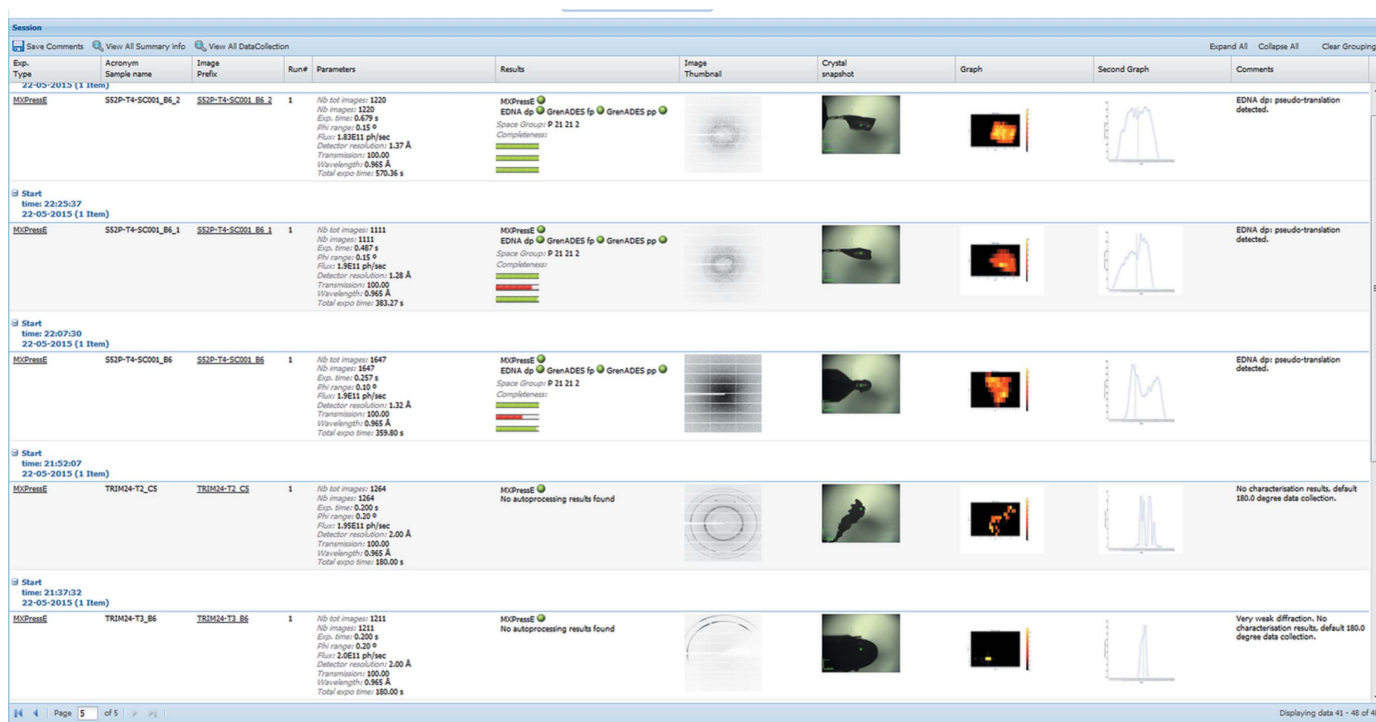 Session
Save Comments View All Summary info View All DataCollection Expand All Collapse All Clear Grouping
Exp. Type Acronym Sample name Image Prefix Run# Parameters Results Image Thumbnail Crystal snapshot Graph Second Graph Comments
22-05-2015 (1 Item)
MXPressE S52P-T4-SC001_B6_2 S52P-T4-SC001_B6_2 1 Nb tot images: 1220 MXPressE EDNA dp: pseudo-translation
Nb images: 1220 EDNA dp GrenADES fp GrenADES pp detected.
Exp. time: 0.679 s Space Group: P 21 21 2
Phi range: 0.15 º Completeness:
Flux: 1.83E11 ph/sec
Detector resolution: 1.37 Å
Transmission: 100.00
Wavelength: 0.965 Å
Total expo time: 570.36 s
Start
time: 22:25:37
22-05-2015 (1 Item)
MXPressE S52P-T4-SC001_B6_1 S52P-T4-SC001_B6_1 1 Nb tot images: 1111 MXPressE EDNA dp: pseudo-translation
Nb images: 1111 EDNA dp GrenADES fp GrenADES pp detected.
Exp. time: 0.487 s Space Group: P 21 21 2
Phi range: 0.15 º Completeness:
Flux: 1.9E11 ph/sec
Detector resolution: 1.28 Å
Transmission: 100.00
Wavelength: 0.965 Å
Total expo time: 383.27 s
Start
time: 22:07:30
22-05-2015 (1 Item)
MXPressE S52P-T4-SC001_B6 S52P-T4-SC001_B6 1 Nb tot images: 1647 MXPressE EDNA dp: pseudo-translation
Nb images: 1647 EDNA dp GrenADES fp GrenADES pp detected.
Exp. time: 0.257 s Space Group: P 21 21 2
Phi range: 0.10 º Completeness:
Flux: 1.9E11 ph/sec
Detector resolution: 1.32 Å
Transmission: 100.00
Wavelength: 0.965 Å
Total expo time: 359.80 s
Start
time: 21:52:07
22-05-2015 (1 Item)
MXPressE TRIM24-T2_C5 TRIM24-T2_C5 1 Nb tot images: 1264 MXPressE No characterisation results, default
Nb images: 1264 No autoprocessing results found 180.0 degree data collection.
Exp. time: 0.200 s
Phi range: 0.20 º
Flux: 1.95E11 ph/sec
Detector resolution: 2.00 Å
Transmission: 100.00
Wavelength: 0.965 Å
Total expo time: 180.00 s
Start
time: 21:37:32
22-05-2015 (1 Item)
MXPressE TRIM24-T3_B6 TRIM24-T3_B6 1 Nb tot images: 1211 MXPressE Very weak diffraction. No
Nb images: 1211 No autoprocessing results found characterisation results, default 180.0
Exp. time: 0.200 s degree data collection.
Phi range: 0.20 º
Flux: 2.0E11 ph/sec
Detector resolution: 2.00 Å
Transmission: 100.00
Wavelength: 0.965 Å
Total expo time: 180.00 s
Page 5 of 5 Displaying data 41 - 48 of